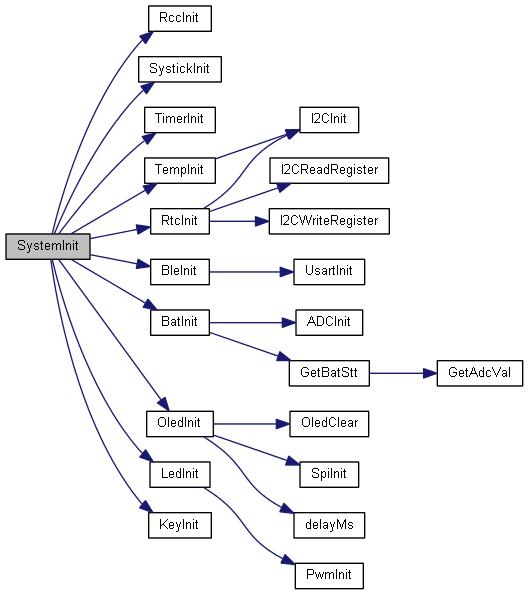 RccInit
SystickInit
TimerInit
I2CInit
TempInit
I2CReadRegister
RtcInit
I2CWriteRegister
SystemInit
BleInit
UsartInit
BatInit
ADCInit
GetBatStt
GetAdcVal
OledInit
OledClear
LedInit
SpiInit
KeyInit
delayMs
PwmInit